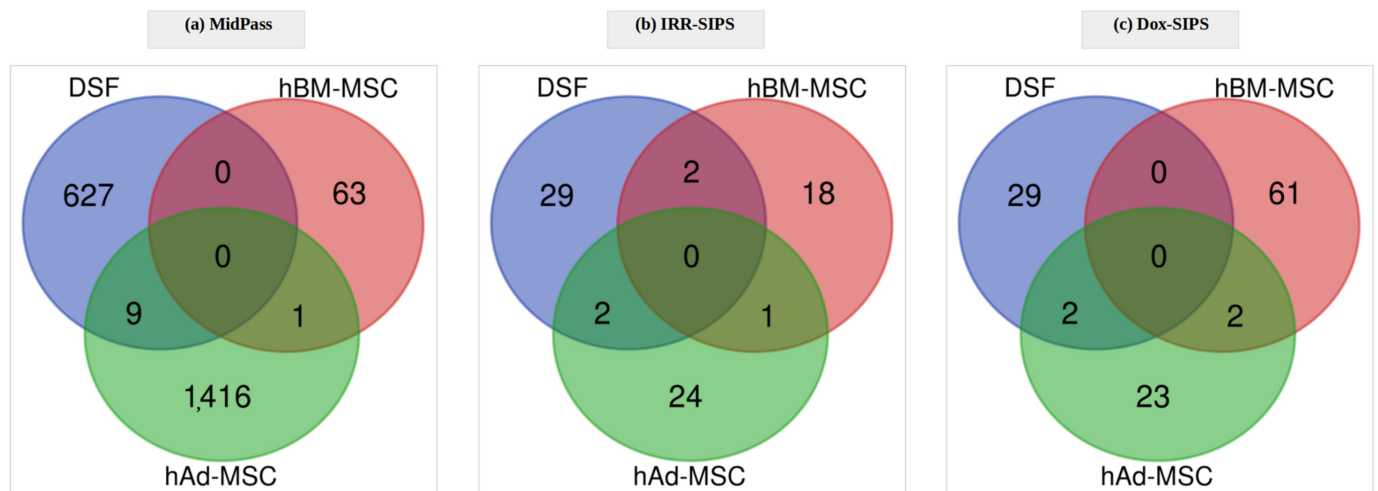 (a) MidPass
DSF
hBM-MSC
0
627
63
0
9
1
1,416
hAd-MSC
(b) IRR-SIPS
DSF
hBM-MSC
2
29
18
0
2
1
24
hAd-MSC
(c) Dox-SIPS
DSF
hBM-MSC
0
29
61
0
2
2
23
hAd-MSC